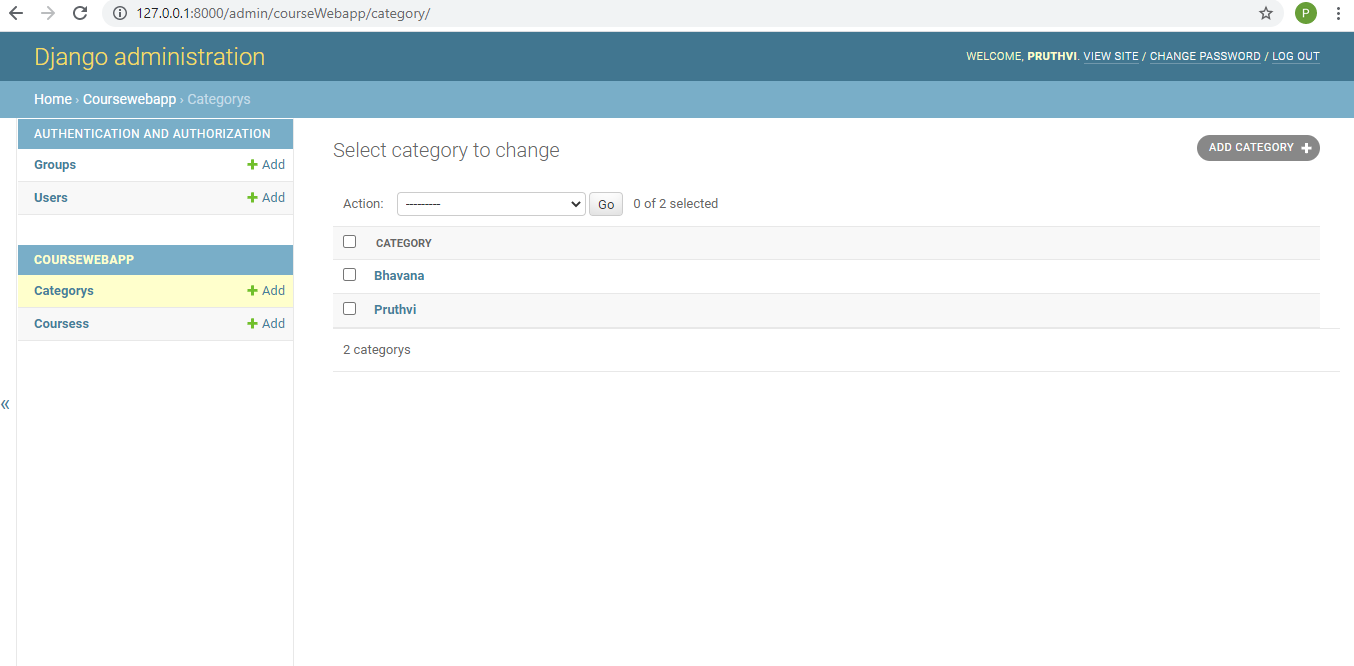 127.0.0.1:8000/admin/courseWebapp/category/
P
Django administration
WELCOME, PRUTHVI. VIEW SITE / CHANGE PASSWORD / LOG OUT
Home › Coursewebapp › Categorys
AUTHENTICATION AND AUTHORIZATION
Groups + Add
Users + Add
COURSEWEBAPP
Categorys + Add
Coursess + Add
«
Select category to change
ADD CATEGORY +
Action: --------- Go 0 of 2 selected
CATEGORY
Bhavana
Pruthvi
2 categorys